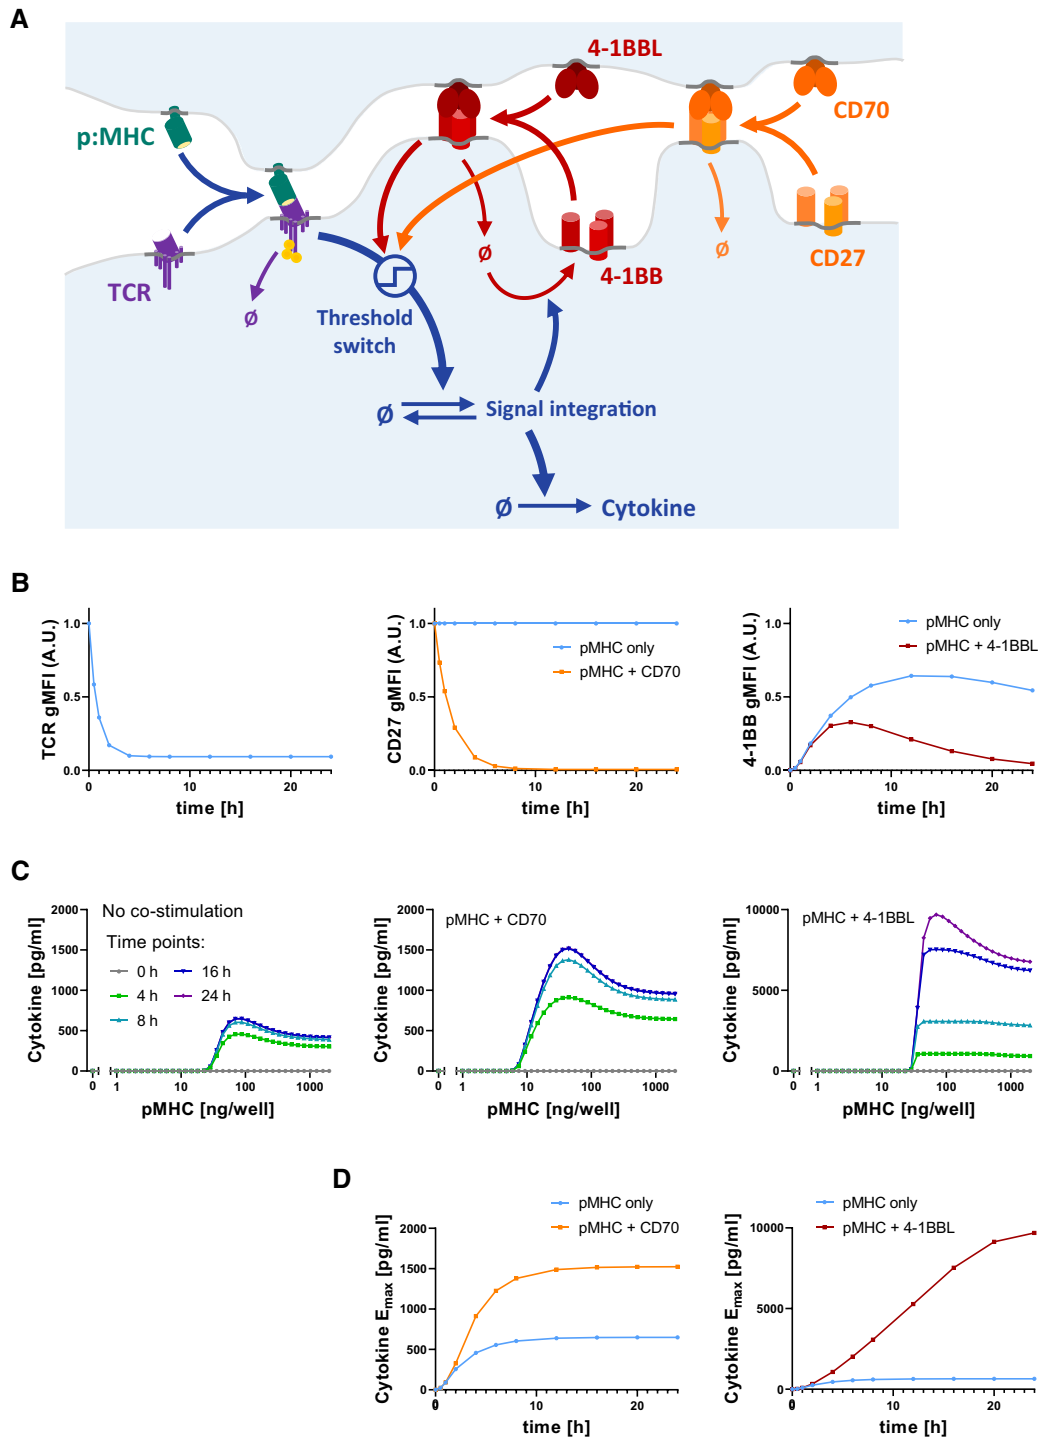 A
4-1BBL
CD70
p:MHC
TCR
Ø
Ø
4-1BB
Ø
CD27
Threshold
switch
Ø
Signal integration
Ø
Cytokine
B
TCR gMFI (A.U.)
1.0
0.5
0.0
0
10
20
time [h]
CD27 gMFI (A.U.)
1.0
0.5
0.0
pMHC only
pMHC + CD70
0
10
20
time [h]
4-1BB gMFI (A.U.)
1.0
0.5
0.0
pMHC only
pMHC + 4-1BBL
0
10
20
time [h]
C
Cytokine [pg/ml]
2000
1500
1000
500
0
No co-stimulation
Time points:
0 h
16 h
4 h
24 h
8 h
0
1
10
100
1000
pMHC [ng/well]
Cytokine [pg/ml]
2000
1500
1000
500
0
pMHC + CD70
0
1
10
100
1000
pMHC [ng/well]
Cytokine [pg/ml]
10000
5000
0
pMHC + 4-1BBL
0
1
10
100
1000
pMHC [ng/well]
D
pMHC only
pMHC + CD70
Cytokine Emax [pg/ml]
2000
1500
1000
500
0
0
10
20
time [h]
pMHC only
pMHC + 4-1BBL
Cytokine Emax [pg/ml]
10000
5000
0
0
10
20
time [h]